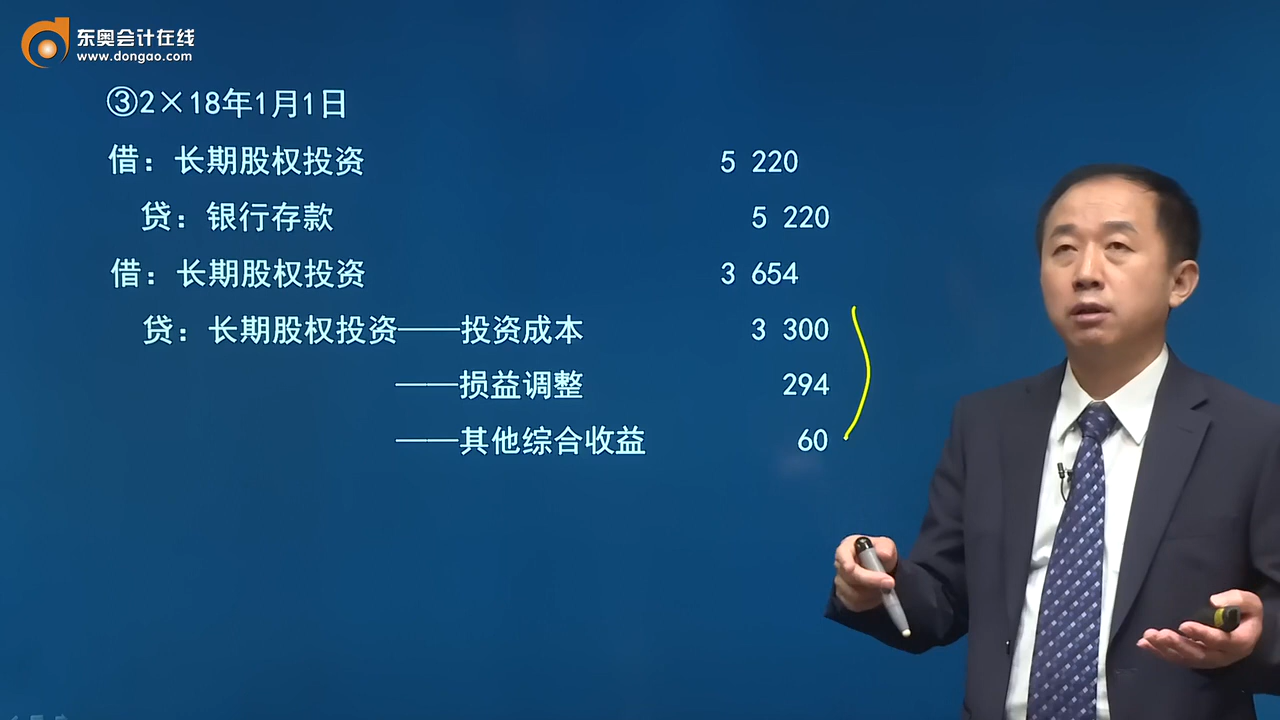 东奥会计在线
www.dongao.com
③2×18年1月1日
借：长期股权投资 5 220
贷：银行存款 5 220
借：长期股权投资 3 654
贷：长期股权投资——投资成本 3 300
——损益调整 294
——其他综合收益 60